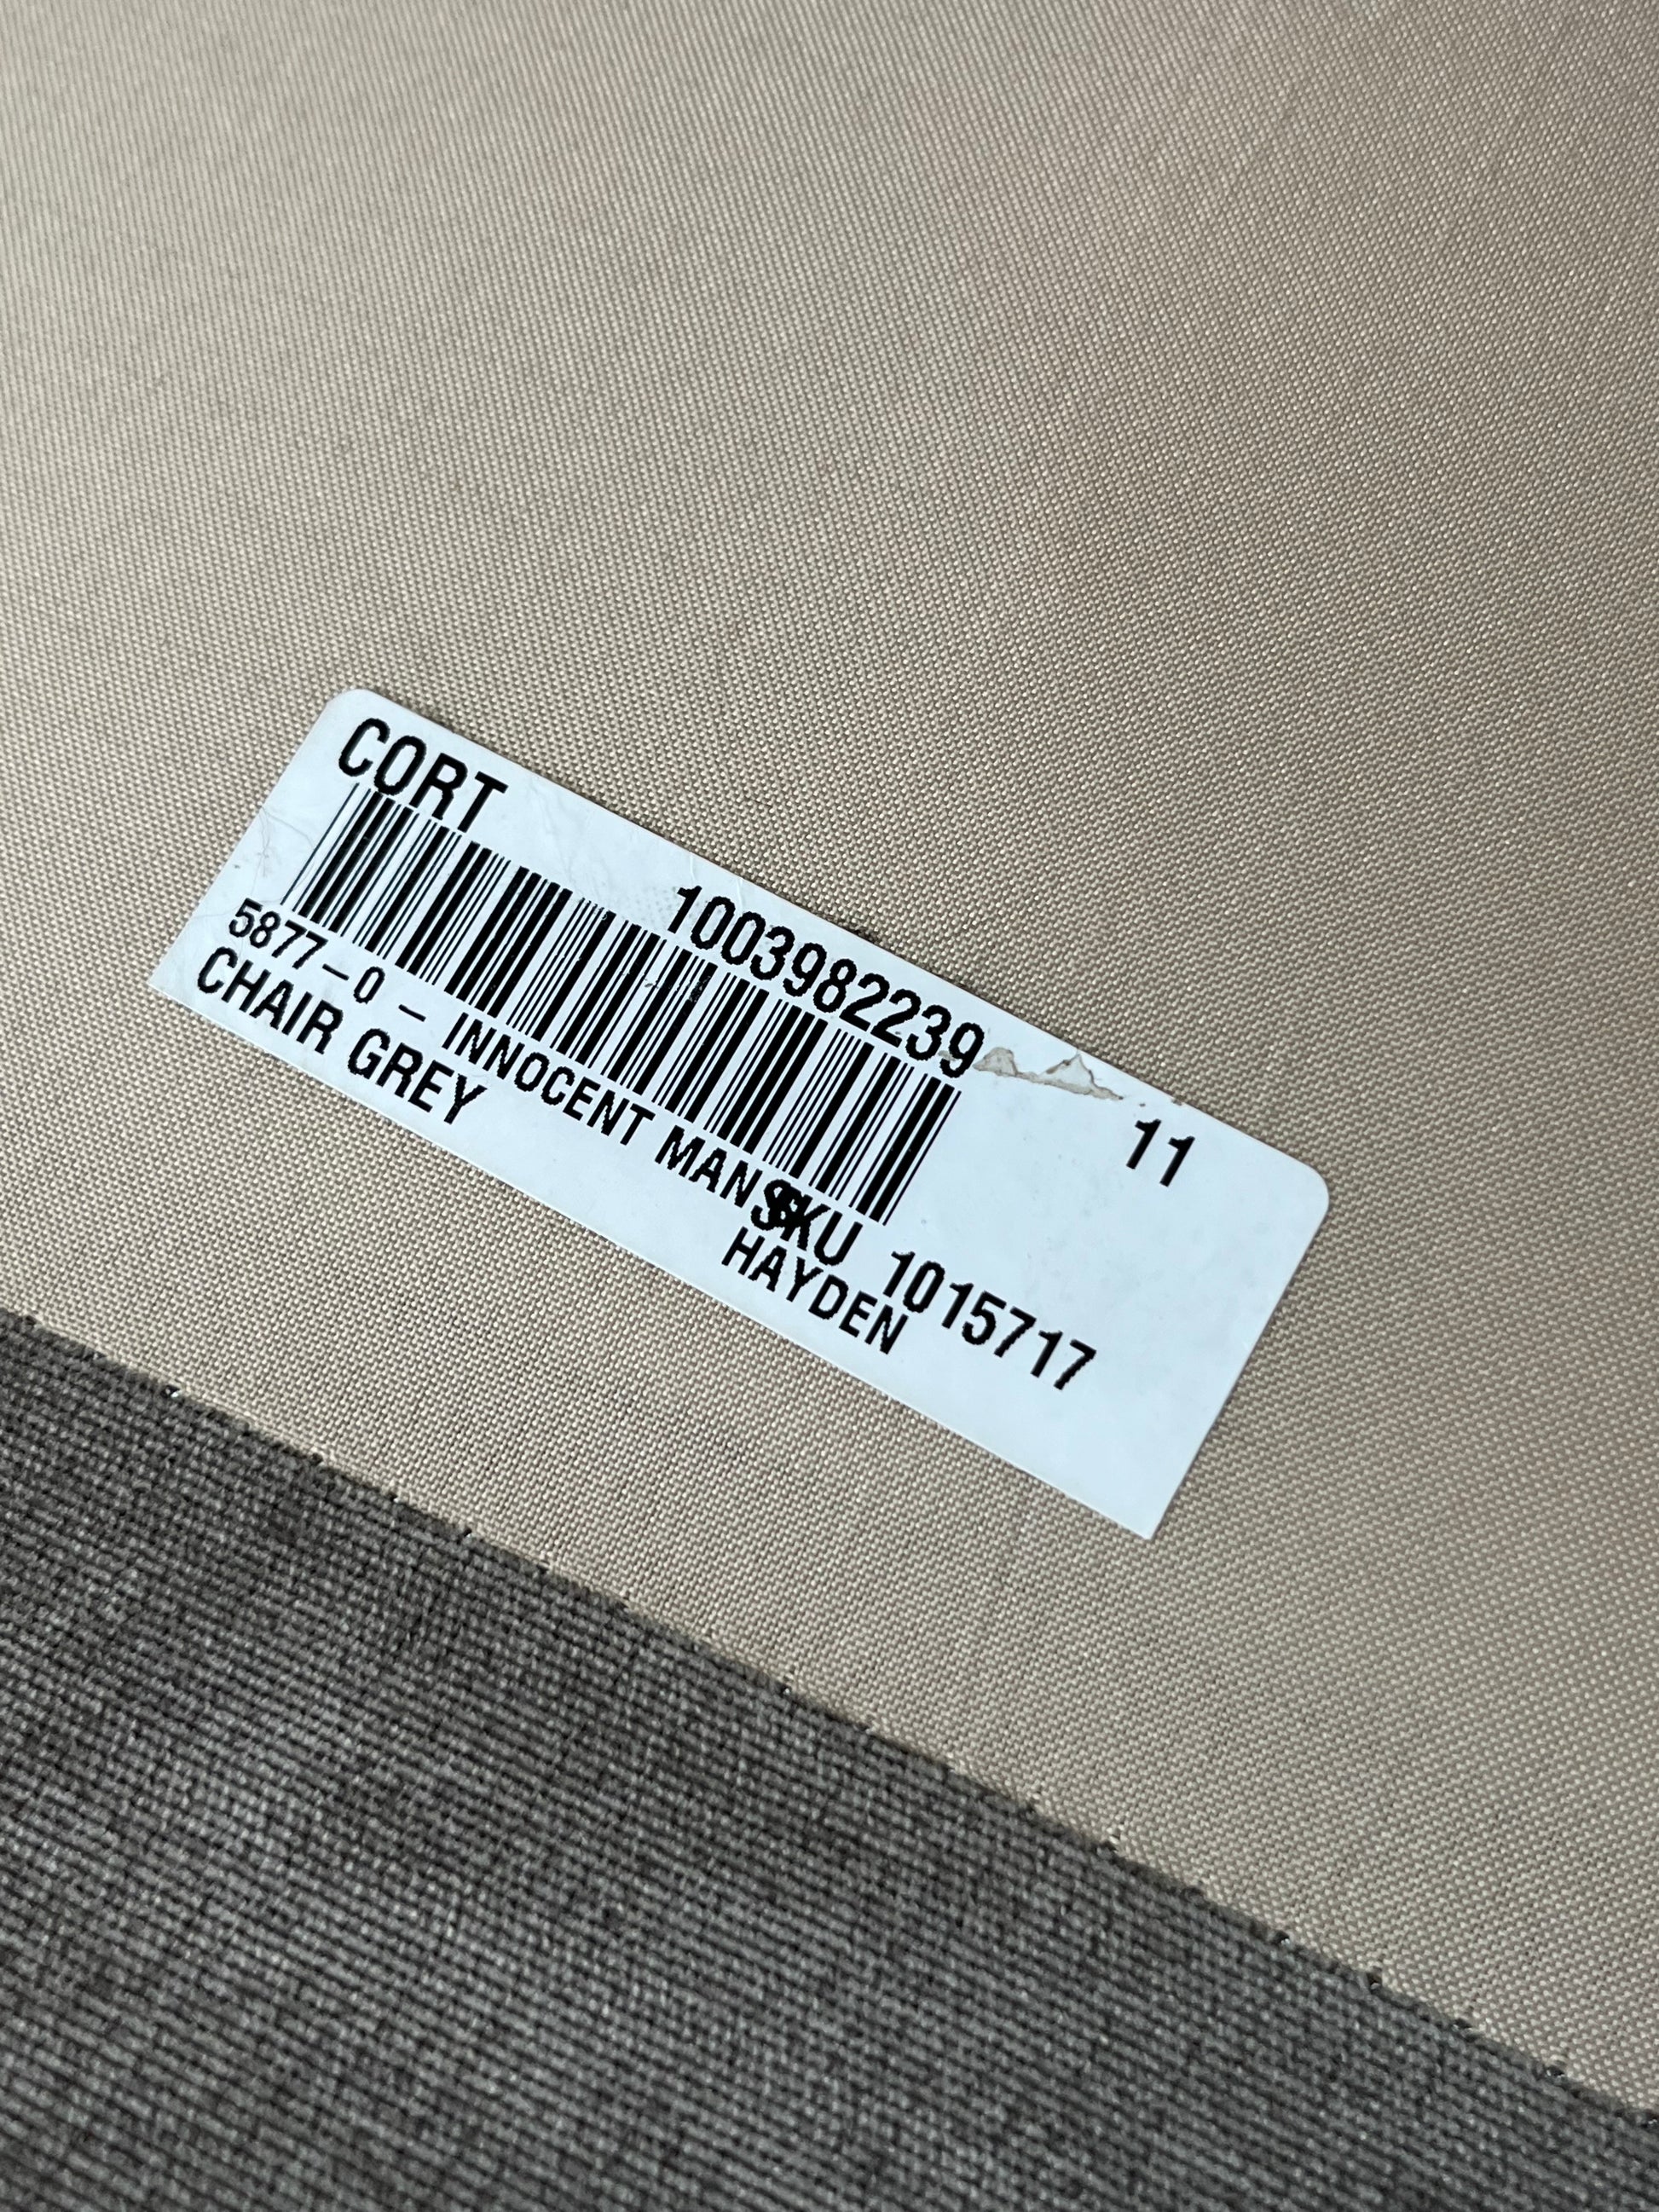 CORT
1003982239 11
5877-0 - INNOCENT MAN SKU 1015717
CHAIR GREY HAYDEN